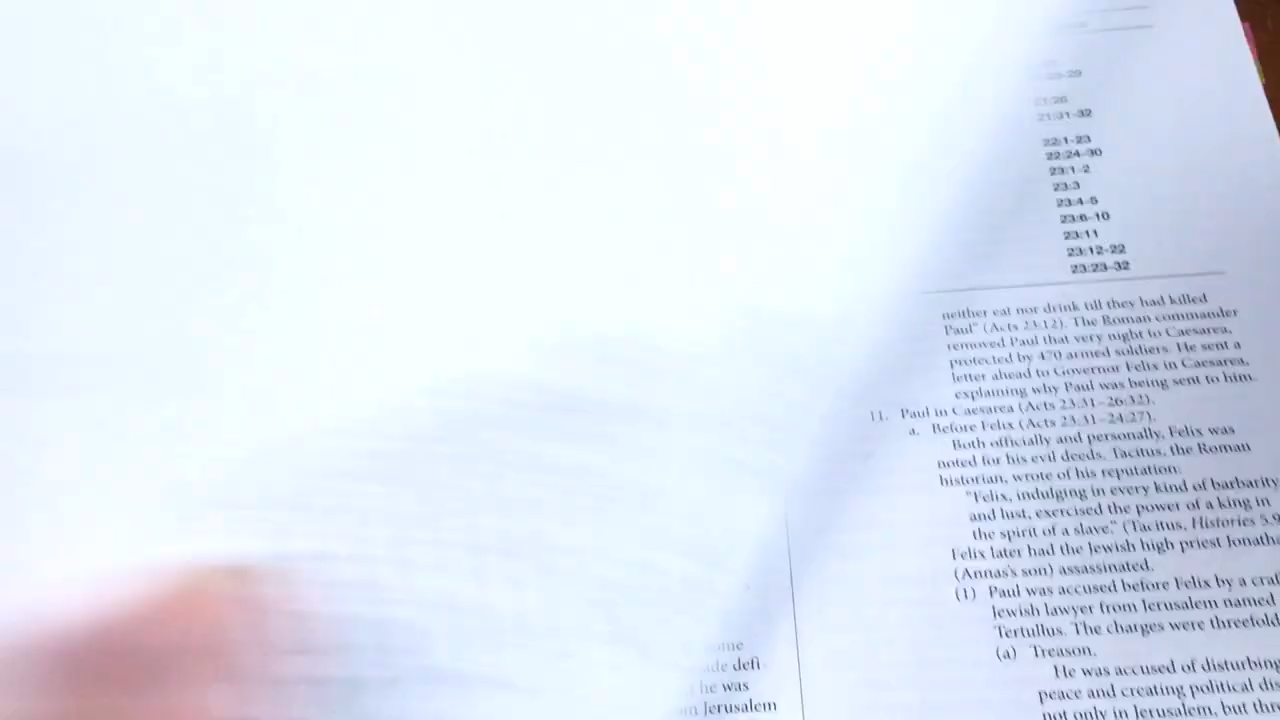 21:26
21:31-32
22:1-23
22:24-30
23:1-2
23:3
23:4-5
23:6-10
23:11
23:12-22
23:23-32
he was
Jerusalem
neither eat nor drink till they had killed
Paul" (Acts 23:12). The Roman commander
removed Paul that very night to Caesarea,
protected by 470 armed soldiers. He sent a
letter ahead to Governor Felix in Caesarea,
explaining why Paul was being sent to him.
11. Paul in Caesarea (Acts 23:31–26:32).
a. Before Felix (Acts 23:31–24:27).
Both officially and personally, Felix was
noted for his evil deeds. Tacitus, the Roman
historian, wrote of his reputation:
"Felix, indulging in every kind of barbarity
and lust, exercised the power of a king in
the spirit of a slave." (Tacitus, Histories 5.9
Felix later had the Jewish high priest Jonatha
(Annas's son) assassinated.
(1) Paul was accused before Felix by a craf
Jewish lawyer from Jerusalem named
Tertullus. The charges were threefold
(a) Treason.
He was accused of disturbing
peace and creating political dis
not only in Jerusalem, but thr